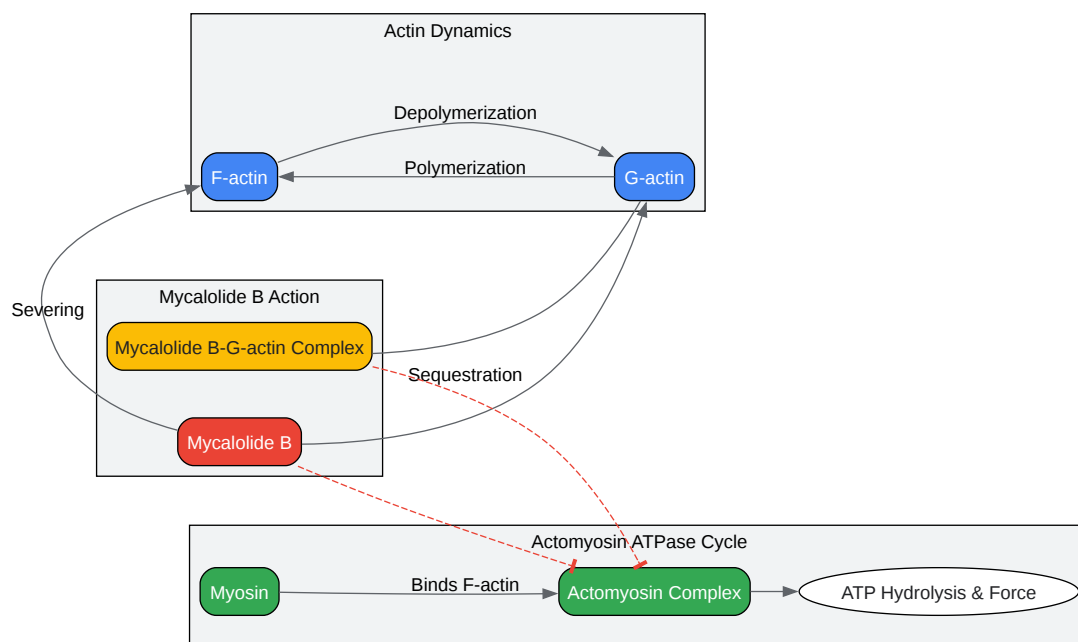 Actin Dynamics
Depolymerization
Polymerization
F-actin
G-actin
Severing
Mycalolide B Action
Mycalolide B-G-actin Complex
Sequestration
Mycalolide B
Actomyosin ATPase Cycle
Myosin
Binds F-actin
Actomyosin Complex
ATP Hydrolysis & Force